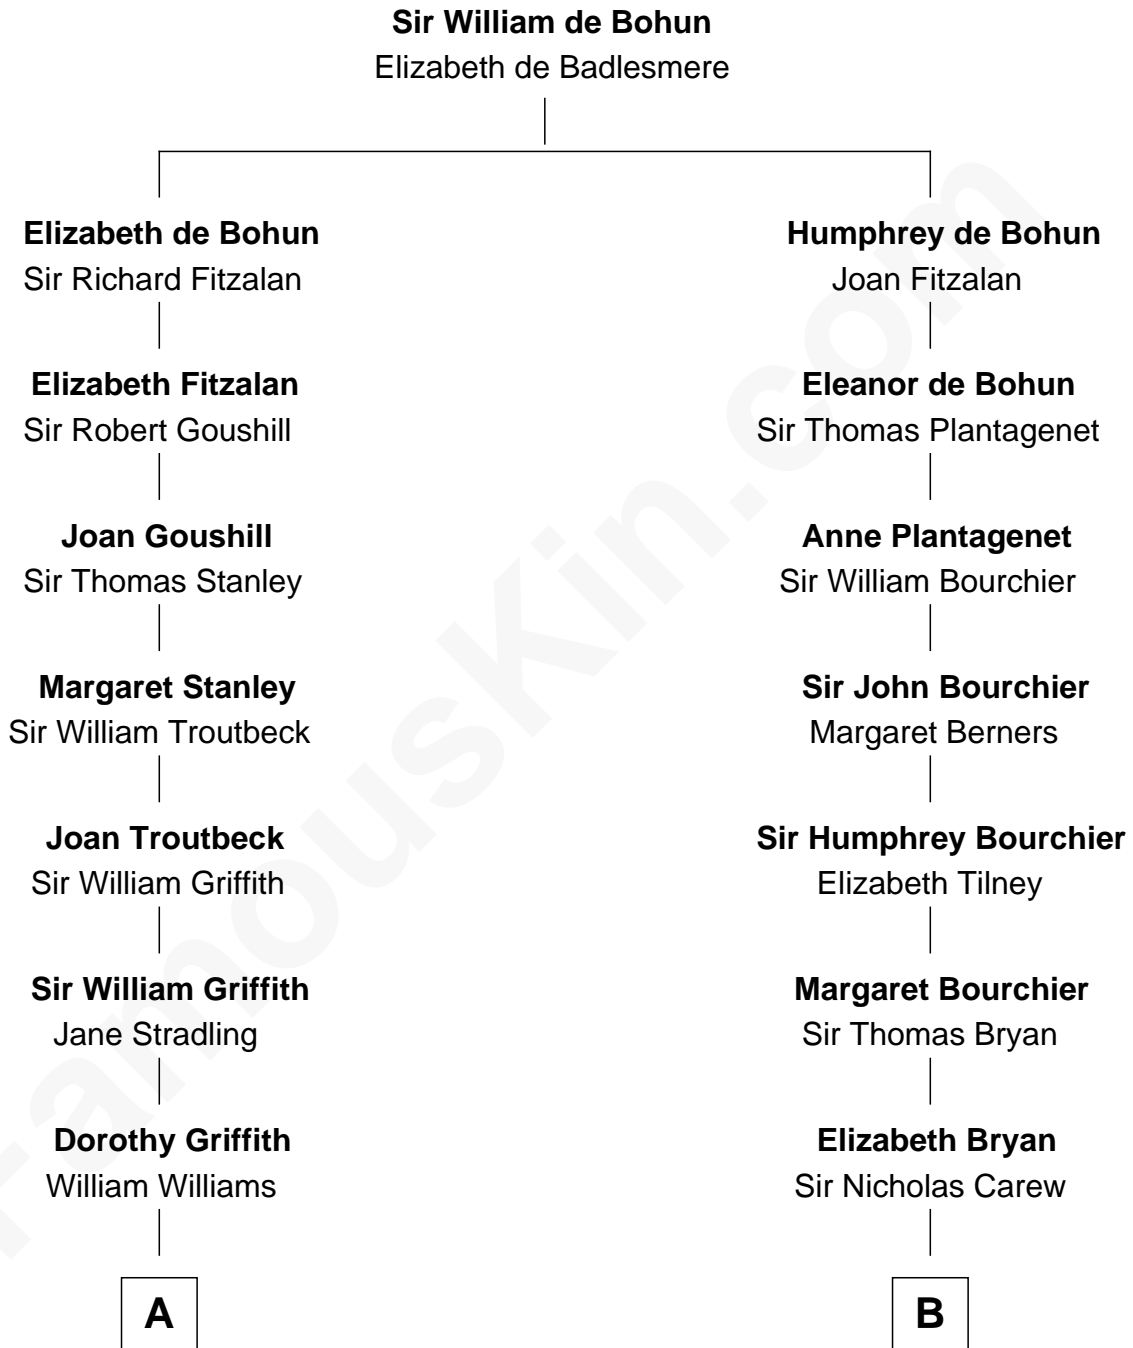 Sir William de Bohun
Elizabeth de Badlesmere
Elizabeth de Bohun
Sir Richard Fitzalan
Humphrey de Bohun
Joan Fitzalan
Elizabeth Fitzalan
Sir Robert Goushill
Eleanor de Bohun
Sir Thomas Plantagenet
Joan Goushill
Sir Thomas Stanley
Anne Plantagenet
Sir William Bourchier
Margaret Stanley
Sir William Troutbeck
Sir John Bourchier
Margaret Berners
Joan Troutbeck
Sir William Griffith
Sir Humphrey Bourchier
Elizabeth Tilney
Sir William Griffith
Jane Stradling
Margaret Bourchier
Sir Thomas Bryan
Dorothy Griffith
William Williams
Elizabeth Bryan
Sir Nicholas Carew
A
B
FamousKin.com